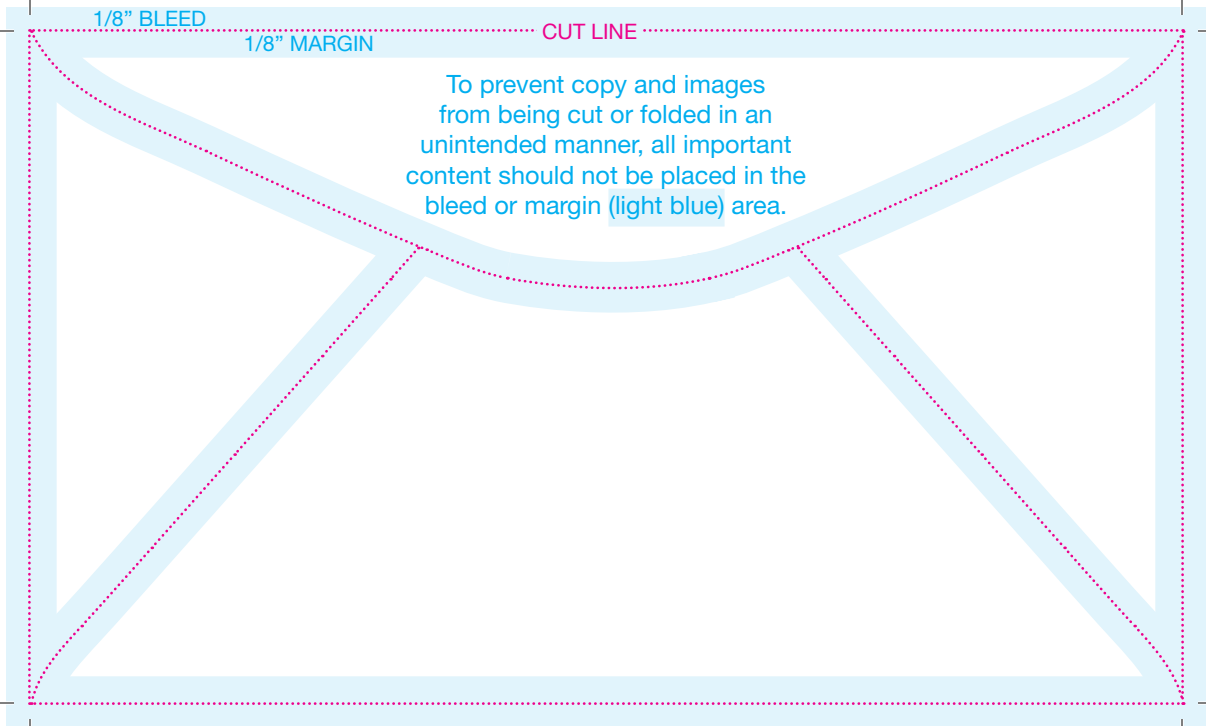 1/8” BLEED
CUT LINE
1/8” MARGIN
To prevent copy and images
from being cut or folded in an
unintended manner, all important
content should not be placed in the
bleed or margin (light blue) area.